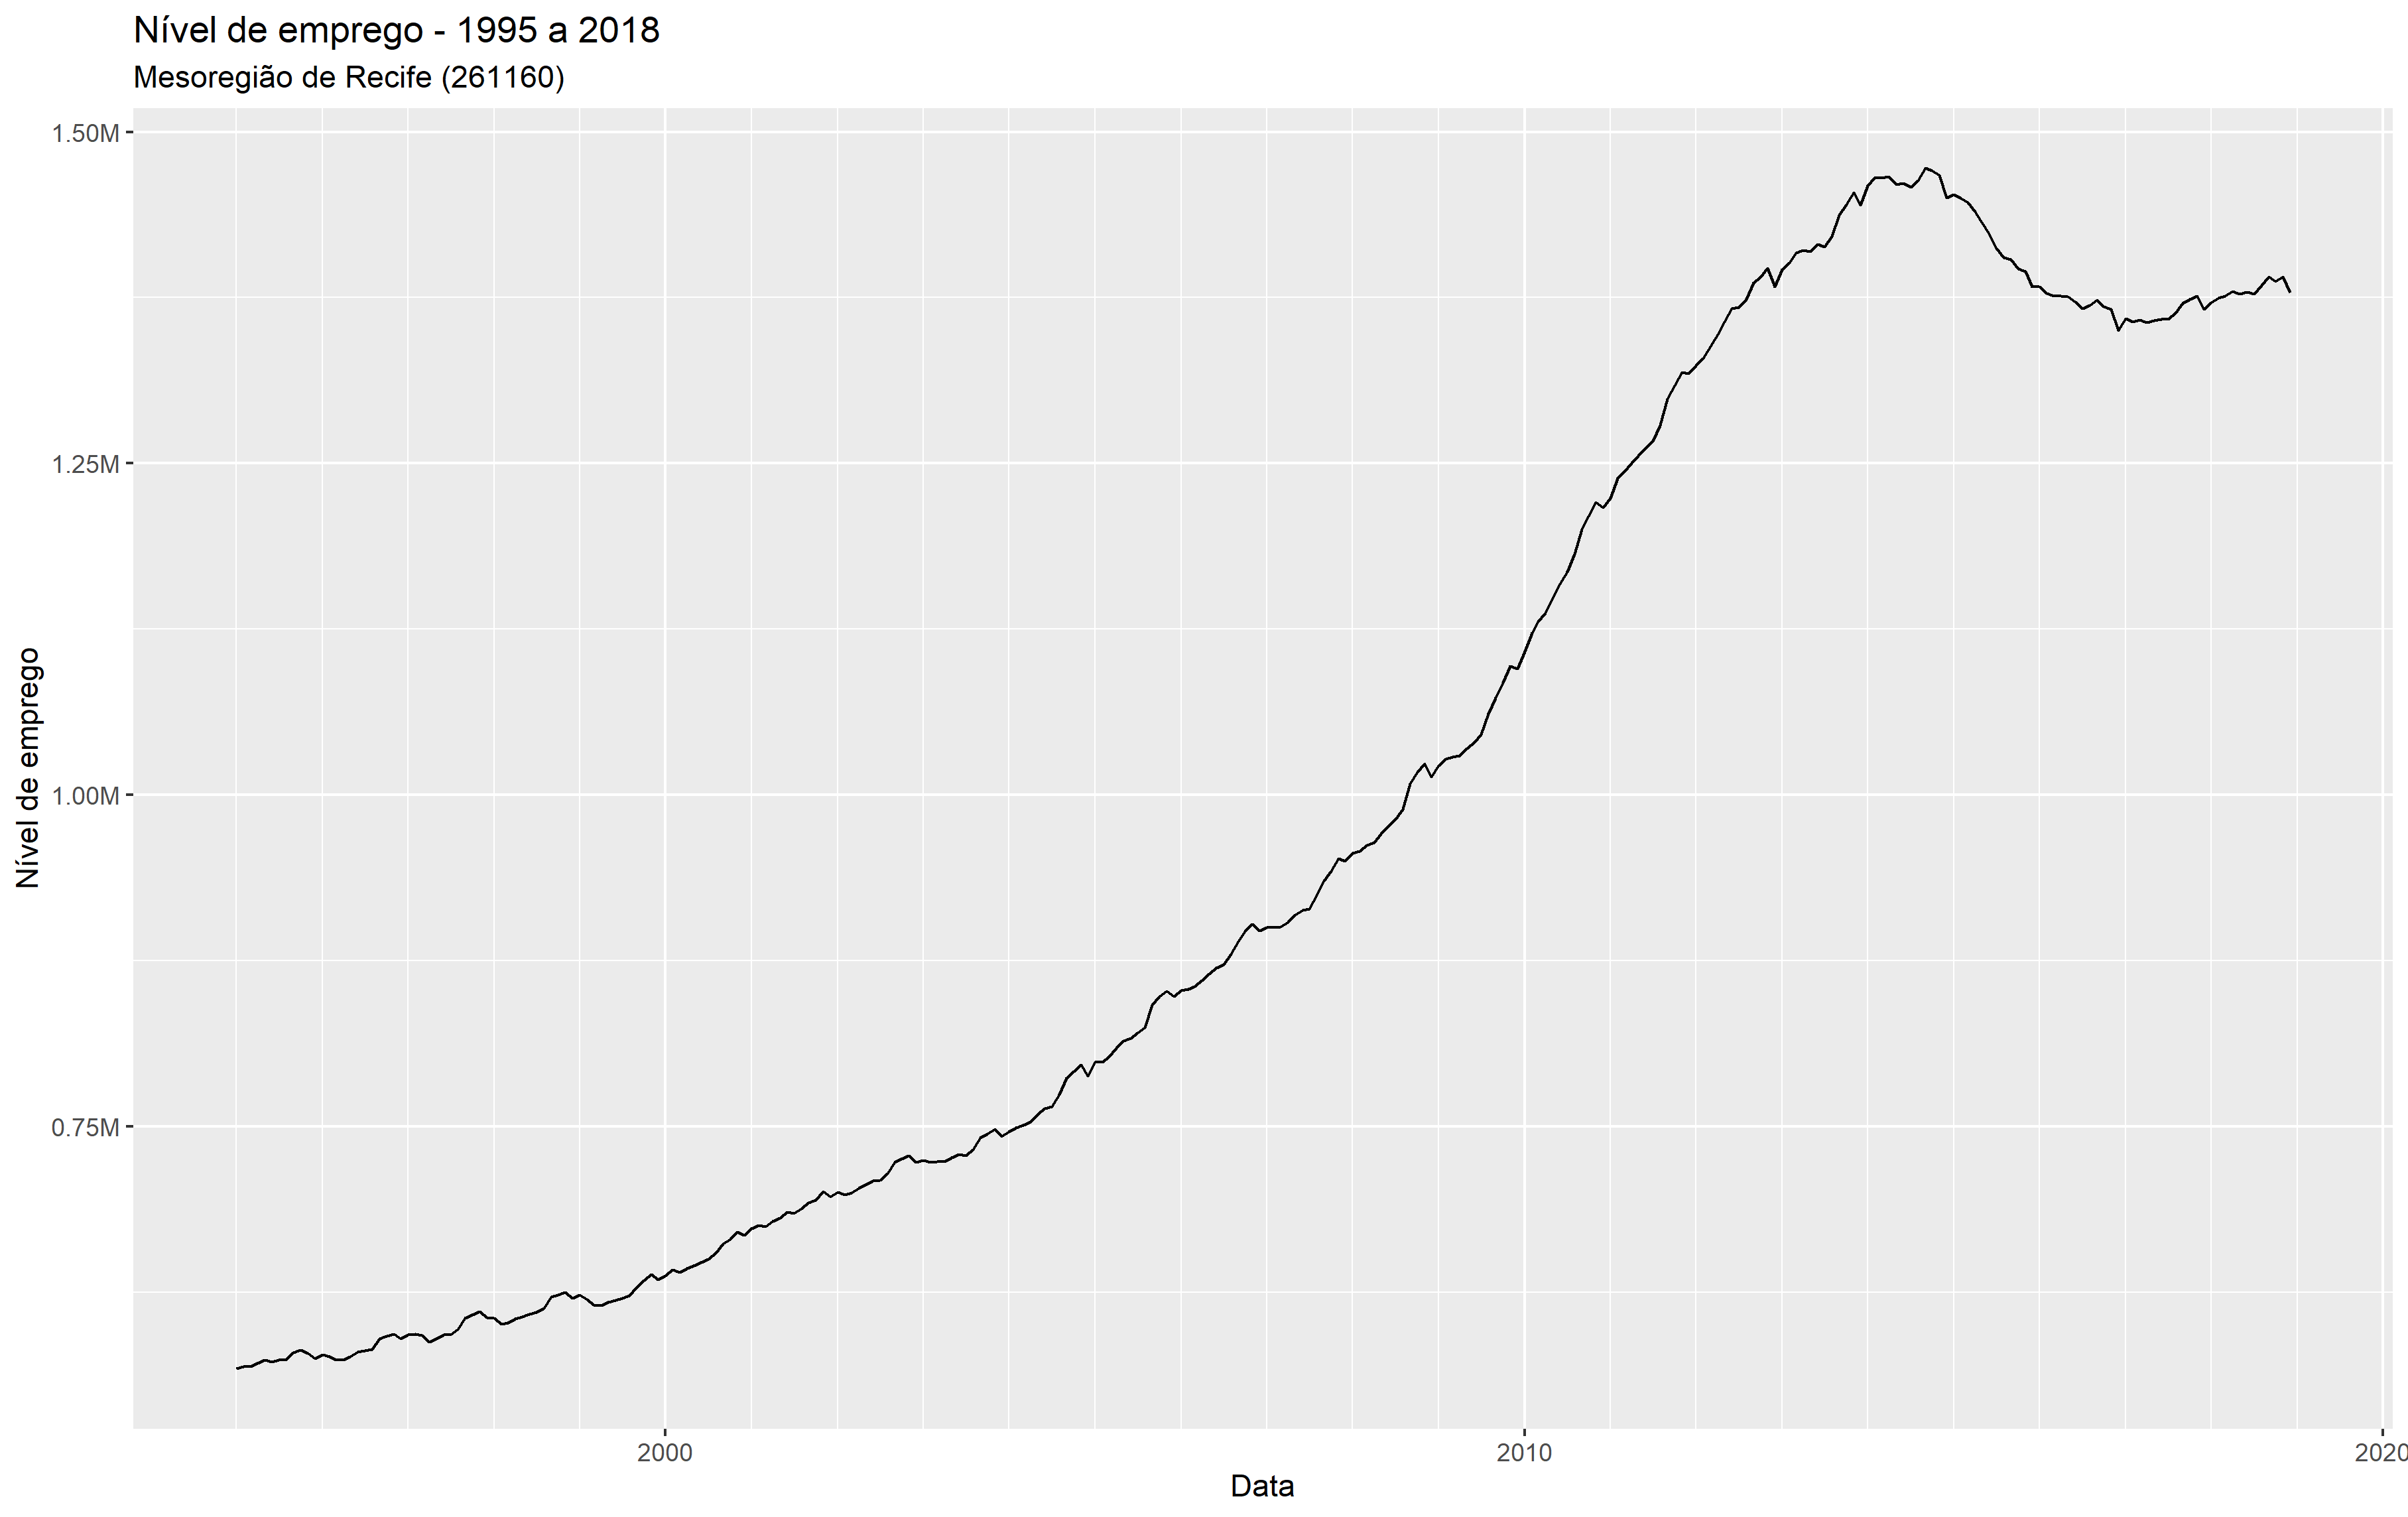 Nível de emprego - 1995 a 2018
Mesoregião de Recife (261160)
1.50M
1.25M
1.00M
0.75M
Nível de emprego
2000
2010
2020
Data